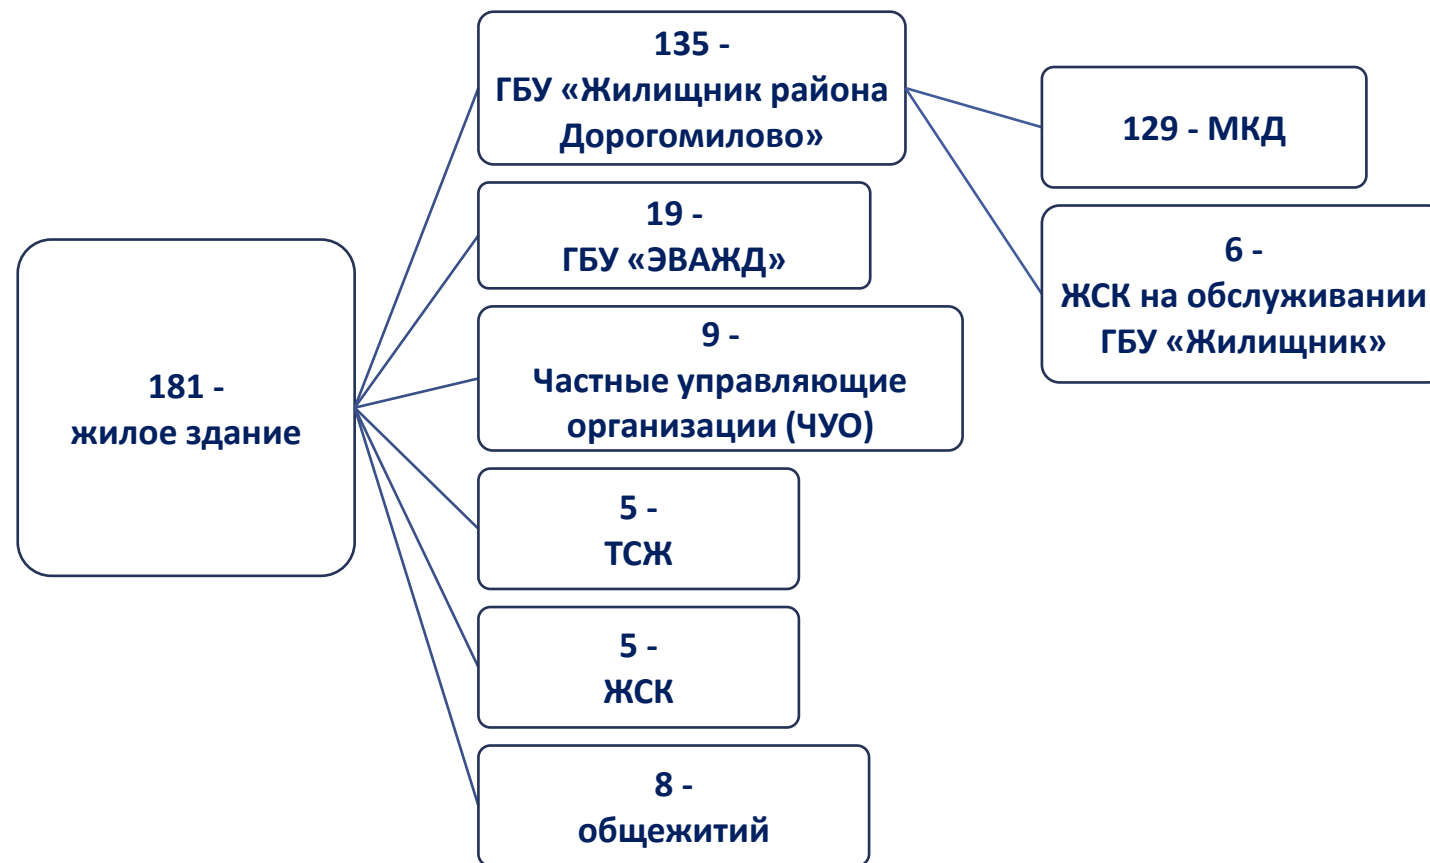 181 -
жилое здание
135 -
ГБУ «Жилищник района
Дорогомилово»
19 -
ГБУ «ЭВАЖД»
9 -
Частные управляющие
организации (ЧУО)
5 -
ТСЖ
5 -
ЖСК
8 -
общежитий
129 - МКД
6 -
ЖСК на обслуживании
ГБУ «Жилищник»